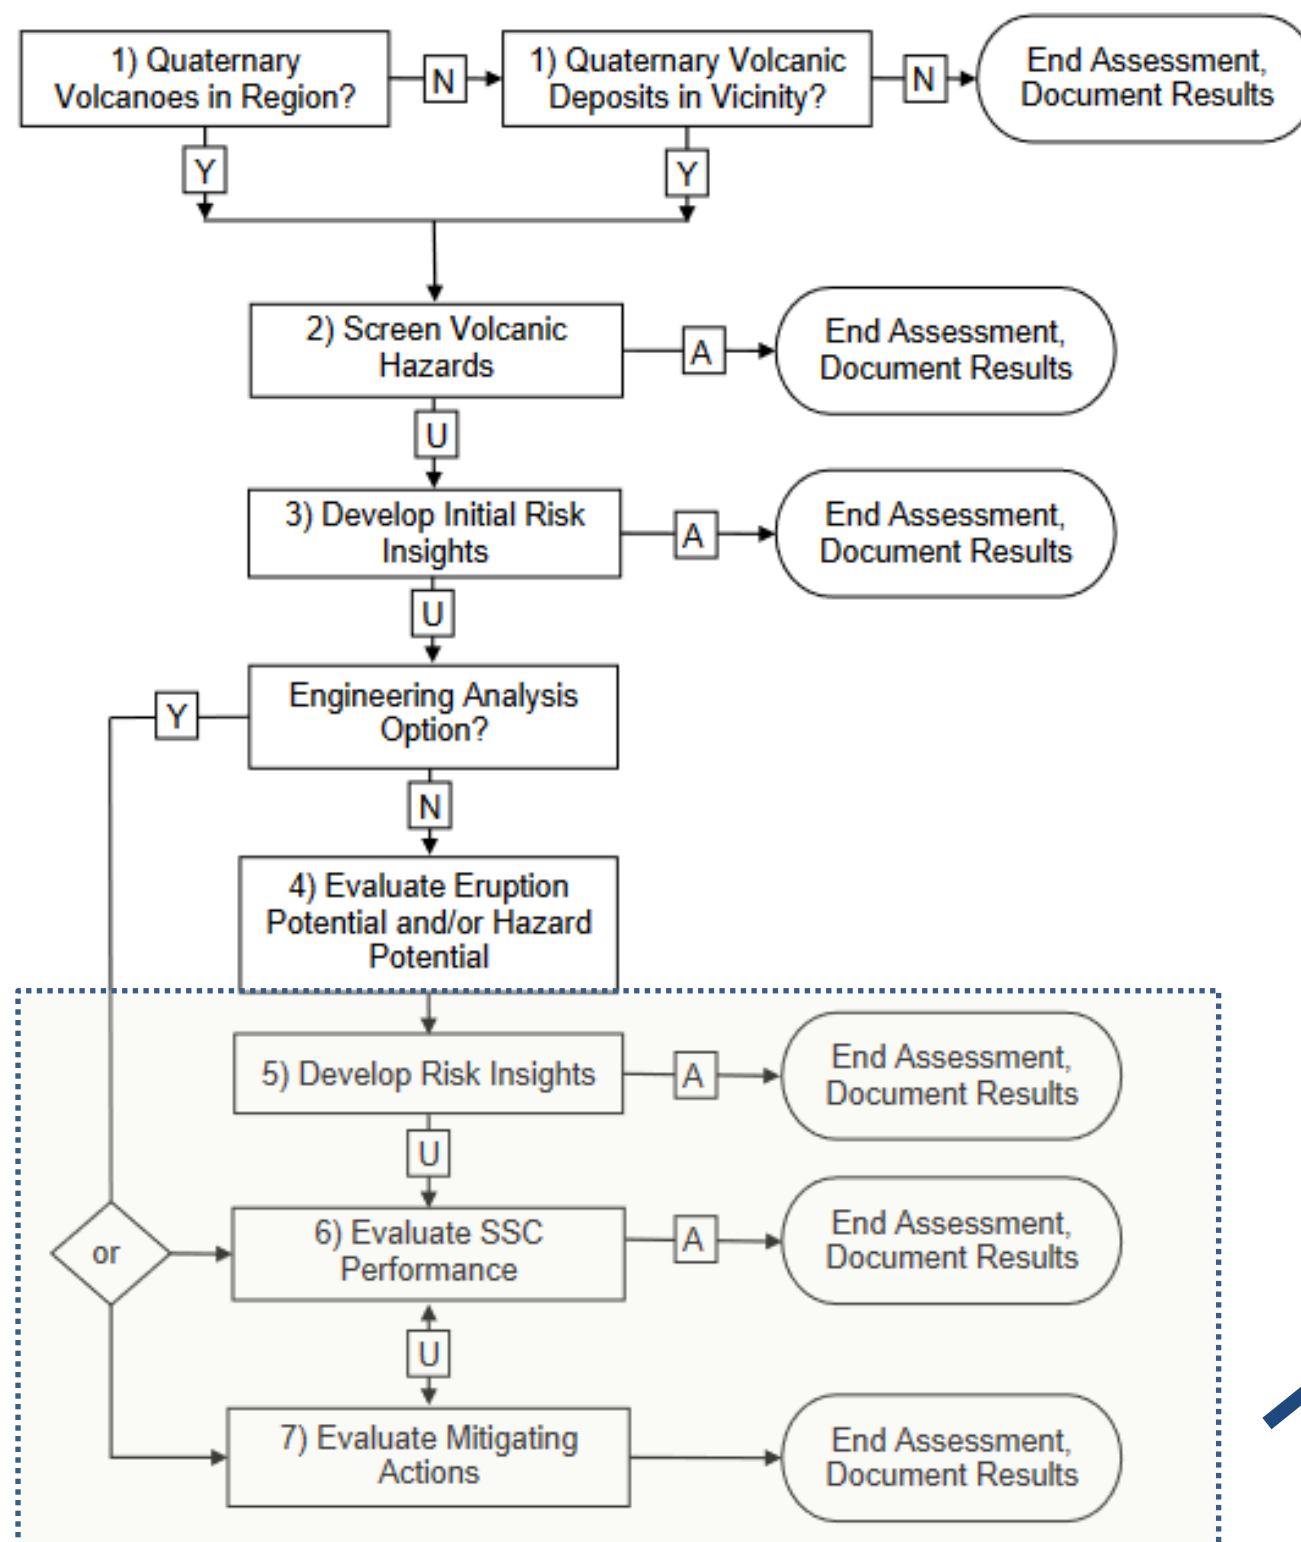 1) Quaternary
Volcanoes in Region?
N
1) Quaternary Volcanic
Deposits in Vicinity?
N
End Assessment,
Document Results
Y
Y
2) Screen Volcanic
Hazards
A
End Assessment,
Document Results
U
3) Develop Initial Risk
Insights
A
End Assessment,
Document Results
U
Engineering Analysis
Option?
Y
N
4) Evaluate Eruption
Potential and/or Hazard
Potential
5) Develop Risk Insights
A
End Assessment,
Document Results
U
or
6) Evaluate SSC
Performance
A
End Assessment,
Document Results
U
7) Evaluate Mitigating
Actions
End Assessment,
Document Results